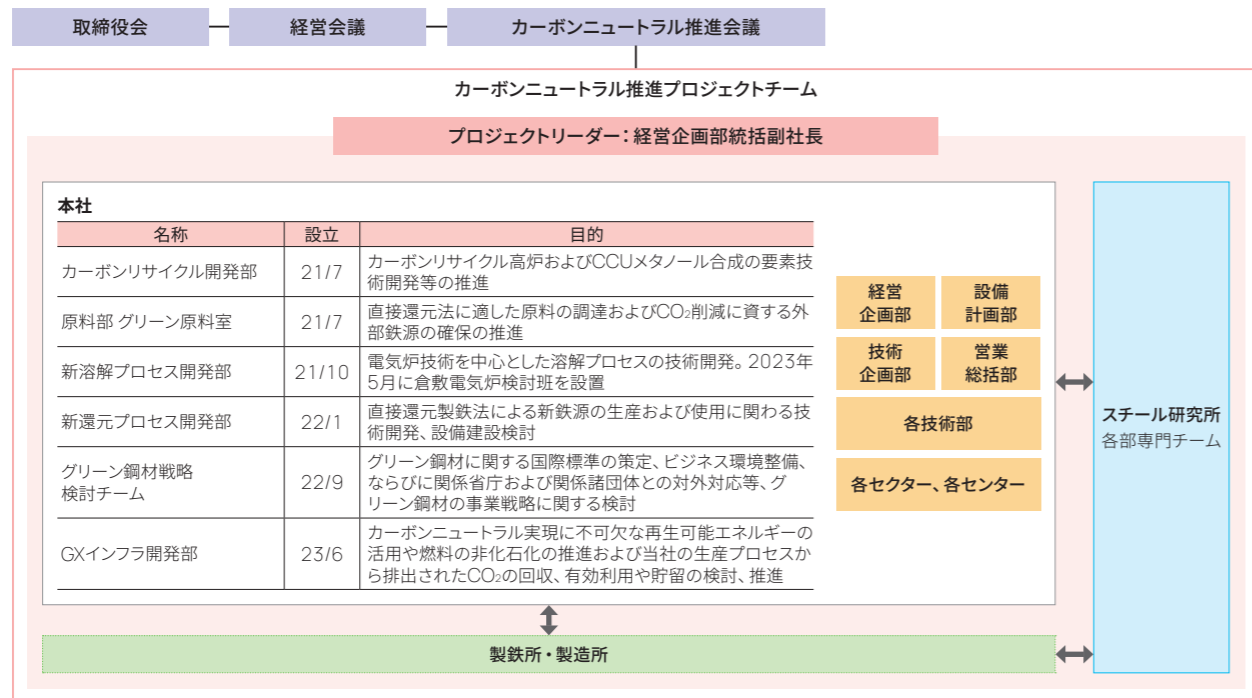 取締役会
経営会議
カーボンニュートラル推進会議
カーボンニュートラル推進プロジェクトチーム
プロジェクトリーダー：経営企画部統括副社長
本社
名称
設立
目的
カーボンリサイクル開発部
21/7
カーボンリサイクル高炉およびCCUメタノール合成の要素技
術開発等の推進
原料部 グリーン原料室
21/7
直接還元法に適した原料の調達およびCO₂削減に資する外
部鉄源の確保の推進
新溶解プロセス開発部
21/10
電気炉技術を中心とした溶解プロセスの技術開発。2023年
5月に倉敷電気炉検討班を設置
新還元プロセス開発部
22/1
直接還元製鉄法による新鉄源の生産および使用に関わる技
術開発、設備建設検討
グリーン鋼材戦略
検討チーム
22/9
グリーン鋼材に関する国際標準の策定、ビジネス環境整備、
ならびに関係省庁および関係諸団体との対外対応等、グ
リーン鋼材の事業戦略に関する検討
GXインフラ開発部
23/6
カーボンニュートラル実現に不可欠な再生可能エネルギーの
活用や燃料の非化石化の推進および当社の生産プロセスか
ら排出されたCO₂の回収、有効利用や貯留の検討、推進
経営
企画部
設備
計画部
技術
企画部
営業
総括部
各技術部
各セクター、各センター
スチール研究所
各部専門チーム
製鉄所・製造所